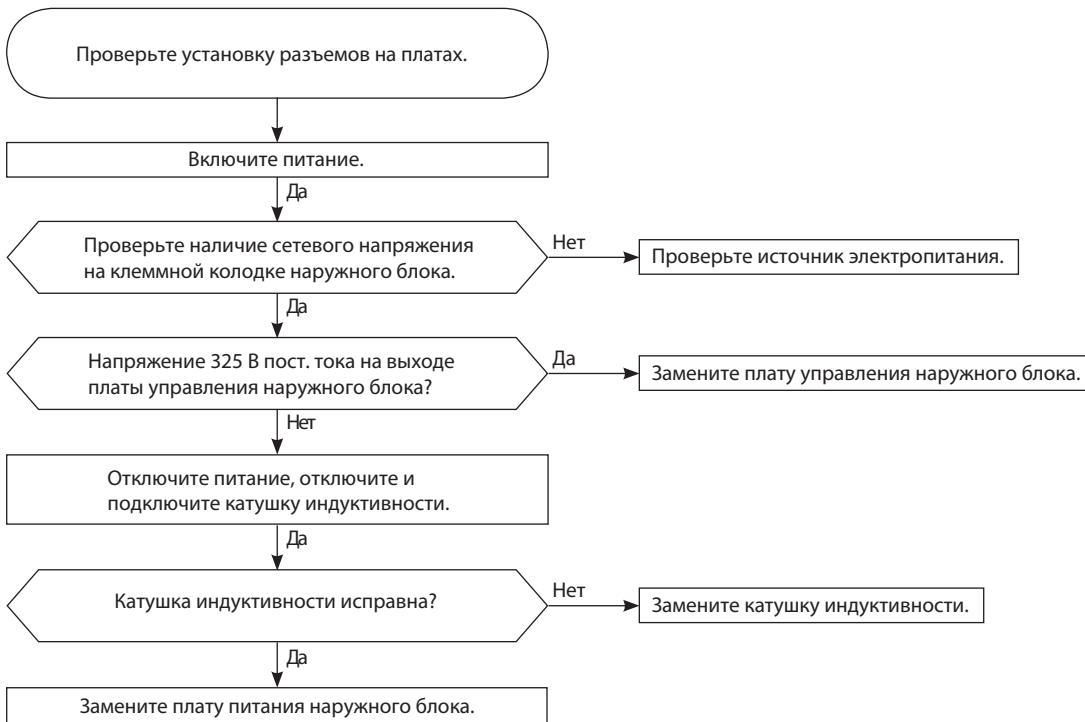 Проверьте установку разъемов на платах.
Включите питание.
Да
Проверьте наличие сетевого напряжения
на клеммной колодке наружного блока.
Нет
Проверьте источник электропитания.
Да
Напряжение 325 В пост. тока на выходе
платы управления наружного блока?
Да
Замените плату управления наружного блока.
Нет
Отключите питание, отключите и
подключите катушку индуктивности.
Да
Катушка индуктивности исправна?
Нет
Замените катушку индуктивности.
Да
Замените плату питания наружного блока.